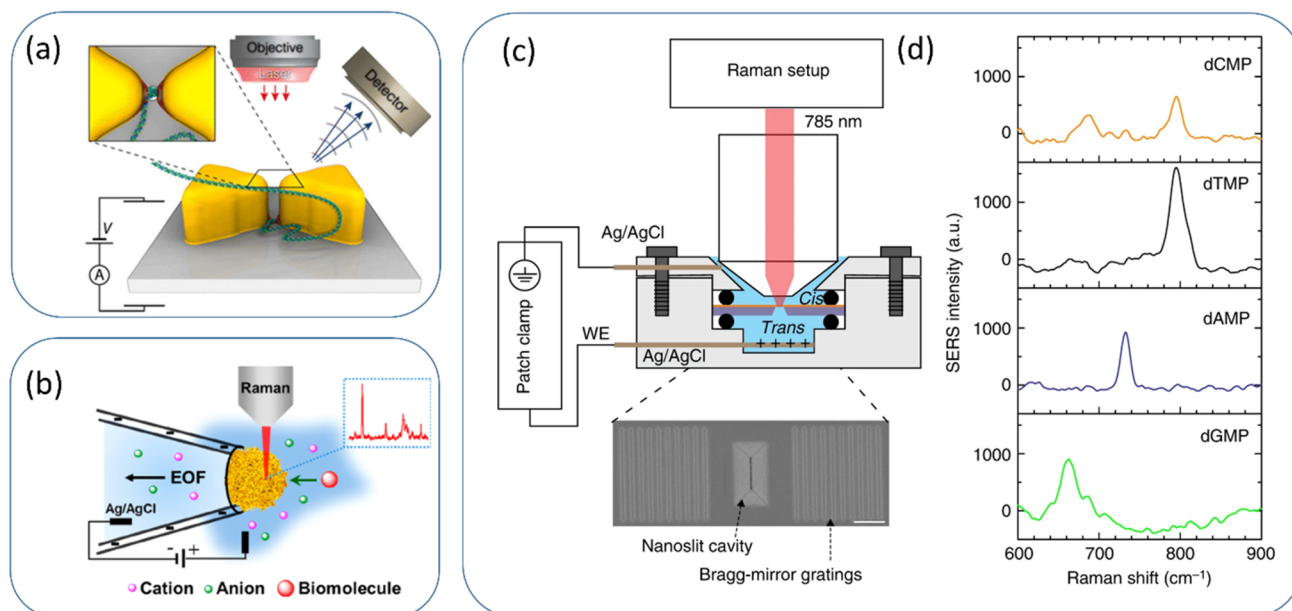 (a)
Objective
Laser
Detector
V
A
(b)
Raman
EOF
Ag/AgCl
- +
Cation Anion Biomolecule
(c)
Raman setup
785 nm
Ag/AgCl
Patch clamp
Cis
Trans
WE
+ + + +
Ag/AgCl
Nanoslit cavity
Bragg-mirror gratings
(d)
SERS intensity (a.u.)
dCMP
1000
0
dTMP
1000
0
dAMP
1000
0
dGMP
1000
0
600 700 800 900
Raman shift (cm⁻¹)